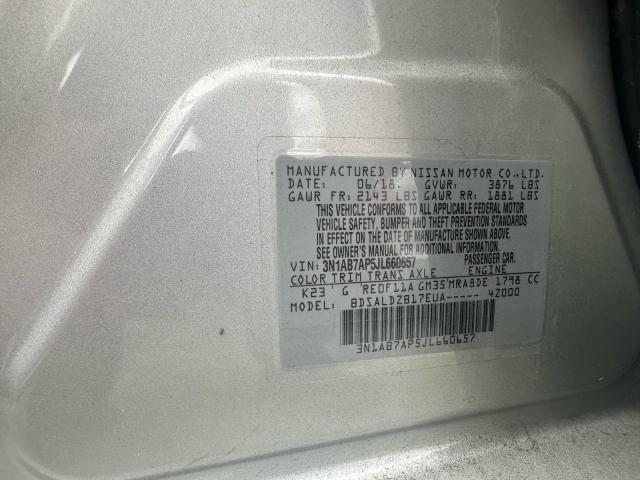 MANUFACTURED BY NISSAN MOTOR CO.,LTD.
DATE: 06/18 GVWR: 3876 LBS
GAWR FR: 2143 LBS GAWR RR: 1881 LBS
THIS VEHICLE CONFORMS TO ALL APPLICABLE FEDERAL MOTOR
VEHICLE SAFETY, BUMPER AND THEFT PREVENTION STANDARDS
IN EFFECT ON THE DATE OF MANUFACTURE SHOWN ABOVE.
SEE OWNER'S MANUAL FOR ADDITIONAL INFORMATION
VIN: 3N1AB7AP5JL660657 PASSENGER CAR.
COLOR TRIM TRANS AXLE ENGINE
K23 G RE0F11A GM35 MRA8DE 1798 CC
MODEL: BDSALDZB17EUA----- 4Z000
3N1AB7AP5JL660657